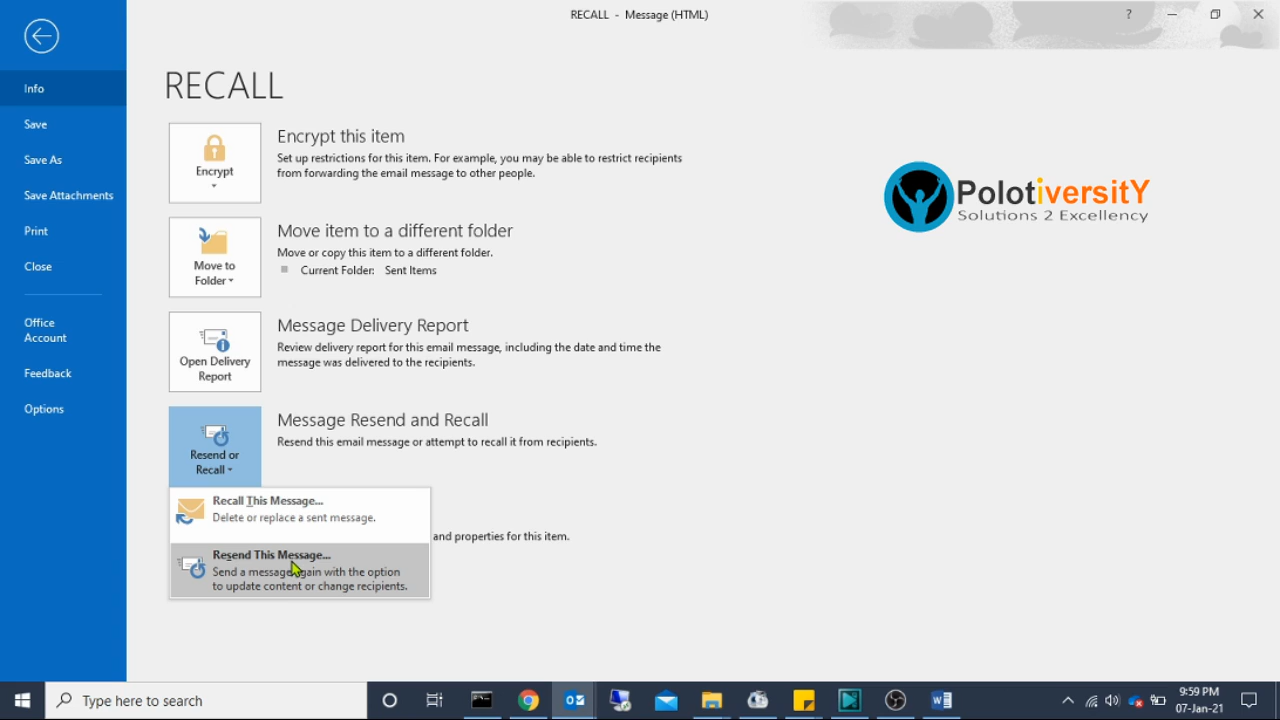 RECALL - Message (HTML)
?
Info
Save
Save As
Save Attachments
Print
Close
Office
Account
Feedback
Options
RECALL
Encrypt
Encrypt this item
Set up restrictions for this item. For example, you may be able to restrict recipients
from forwarding the email message to other people.
PolotiversitY
Solutions 2 Excellency
Move to
Folder
Move item to a different folder
Move or copy this item to a different folder.
Current Folder: Sent Items
Open Delivery
Report
Message Delivery Report
Review delivery report for this email message, including the date and time the
message was delivered to the recipients.
Resend or
Recall
Message Resend and Recall
Resend this email message or attempt to recall it from recipients.
Recall This Message...
Delete or replace a sent message.
and properties for this item.
Resend This Message...
Send a message again with the option
to update content or change recipients.
Type here to search
9:59 PM
07-Jan-21